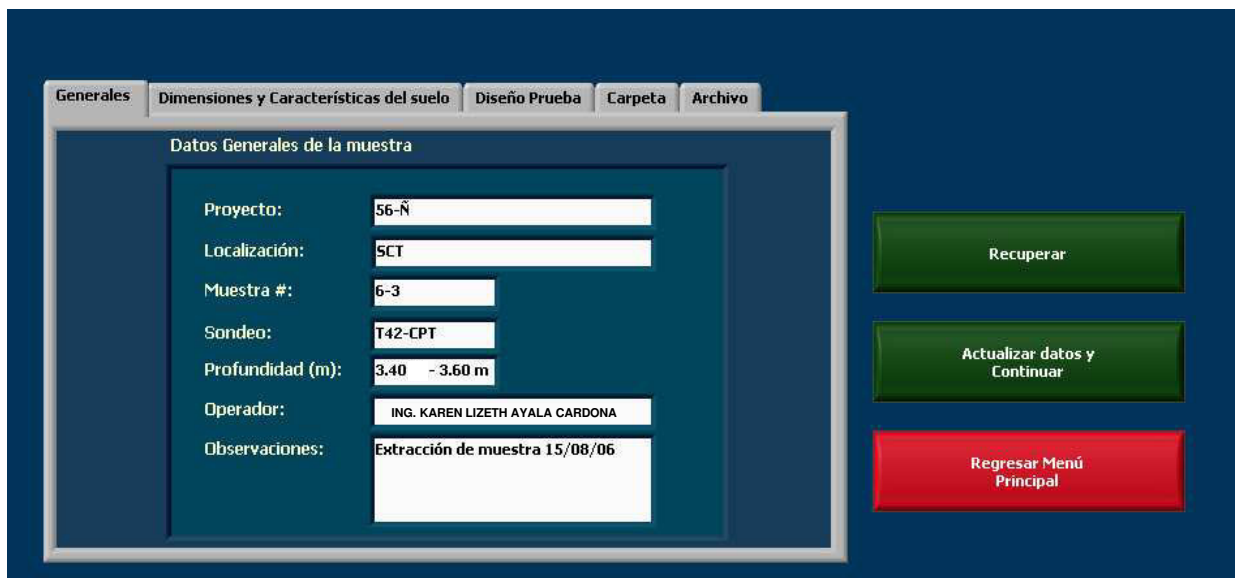 Generales Dimensiones y Características del suelo Diseño Prueba Carpeta Archivo
Datos Generales de la muestra
Proyecto: 56-Ñ
Localización: SCT
Muestra #: 6-3
Sondeo: T42-CPT
Profundidad (m): 3.40 - 3.60 m
Operador: ING. KAREN LIZETH AYALA CARDONA
Observaciones: Extracción de muestra 15/08/06
Recuperar
Actualizar datos y
Continuar
Regresar Menú
Principal